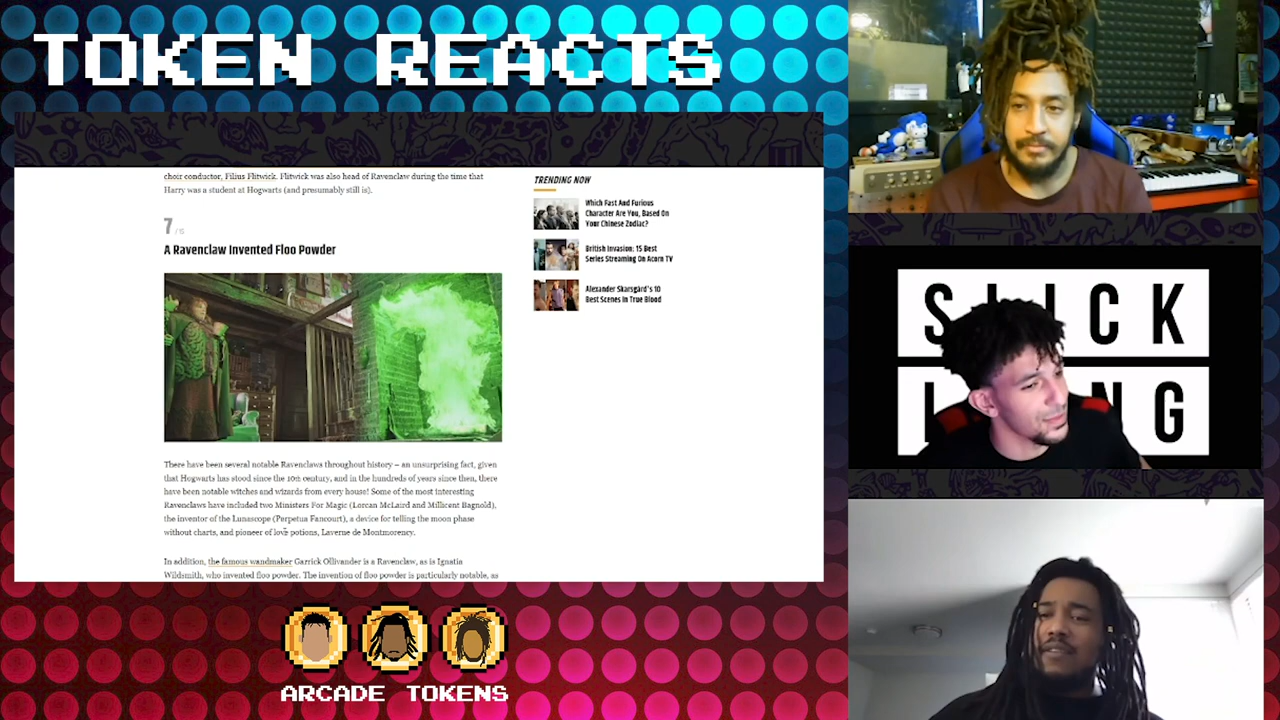 TOKEN REACTS
choir conductor, Filius Flitwick. Flitwick was also head of Ravenclaw during the time that
Harry was a student at Hogwarts (and presumably still is).
7 / 15
A Ravenclaw Invented Floo Powder
There have been several notable Ravenclaws throughout history – an unsurprising fact, given
that Hogwarts has stood since the 10th century, and in the hundreds of years since then, there
have been notable witches and wizards from every house! Some of the most interesting
Ravenclaws have included two Ministers For Magic (Lorcan McLaird and Millicent Bagnold),
the inventor of the Lunascope (Perpetua Fancourt), a device for telling the moon phase
without charts, and pioneer of love potions, Laverne de Montmorency.
In addition, the famous wandmaker Garrick Ollivander is a Ravenclaw, as is Ignatia
Wildsmith, who invented floo powder. The invention of floo powder is particularly notable, as
TRENDING NOW
Which Fast And Furious
Character Are You, Based On
Your Chinese Zodiac?
British Invasion: 15 Best
Series Streaming On Acorn TV
Alexander Skarsgård's 10
Best Scenes In True Blood
ARCADE TOKENS